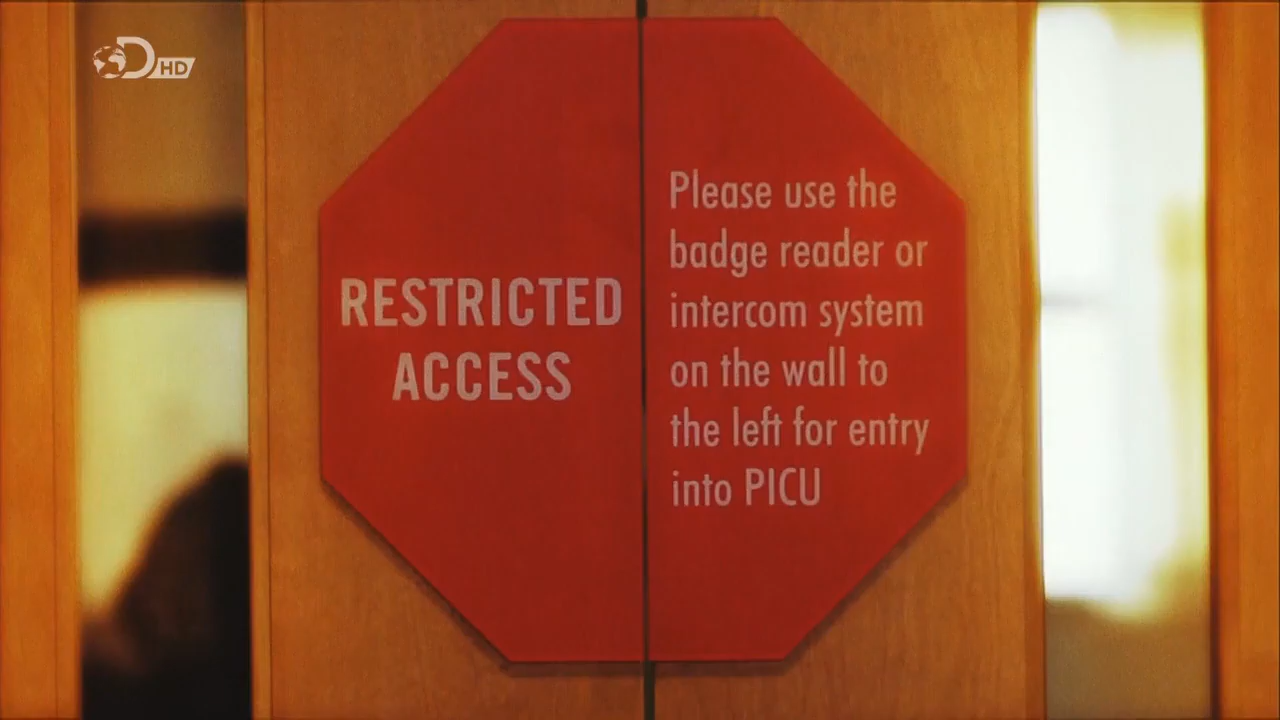 D HD
RESTRICTED
ACCESS
Please use the
badge reader or
intercom system
on the wall to
the left for entry
into PICU